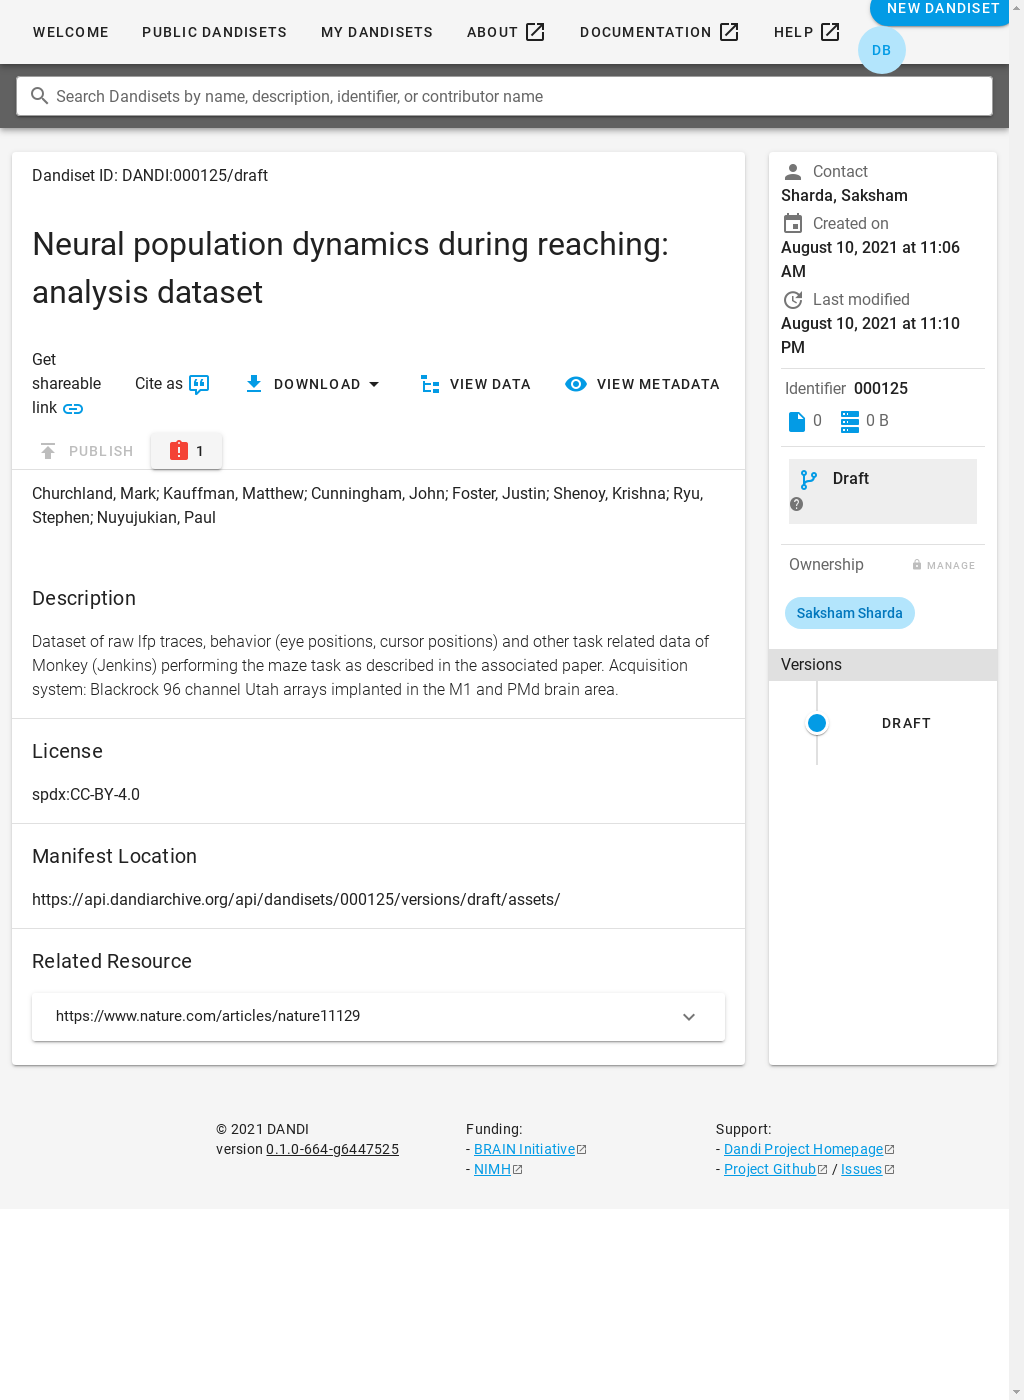 WELCOME PUBLIC DANDISETS MY DANDISETS ABOUT DOCUMENTATION HELP NEW DANDISET
DB
Search Dandisets by name, description, identifier, or contributor name
Dandiset ID: DANDI:000125/draft
Neural population dynamics during reaching:
analysis dataset
Get
shareable
link
Cite as
DOWNLOAD
VIEW DATA
VIEW METADATA
PUBLISH
1
Churchland, Mark; Kauffman, Matthew; Cunningham, John; Foster, Justin; Shenoy, Krishna; Ryu,
Stephen; Nuyujukian, Paul
Description
Dataset of raw lfp traces, behavior (eye positions, cursor positions) and other task related data of
Monkey (Jenkins) performing the maze task as described in the associated paper. Acquisition
system: Blackrock 96 channel Utah arrays implanted in the M1 and PMd brain area.
License
spdx:CC-BY-4.0
Manifest Location
https://api.dandiarchive.org/api/dandisets/000125/versions/draft/assets/
Related Resource
https://www.nature.com/articles/nature11129
Contact
Sharda, Saksham
Created on
August 10, 2021 at 11:06
AM
Last modified
August 10, 2021 at 11:10
PM
Identifier 000125
0 0 B
Draft
Ownership MANAGE
Saksham Sharda
Versions
DRAFT
© 2021 DANDI
version 0.1.0-664-g6447525
Funding:
- BRAIN Initiative
- NIMH
Support:
- Dandi Project Homepage
- Project Github / Issues